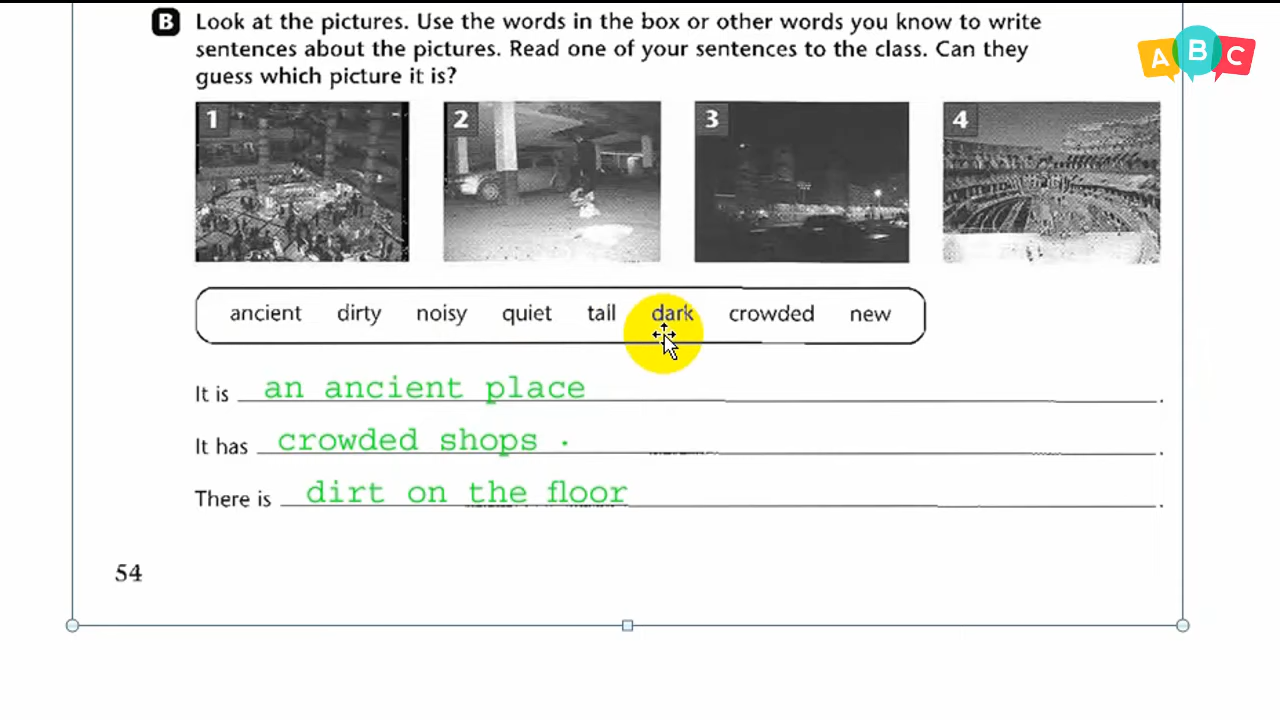 B Look at the pictures. Use the words in the box or other words you know to write
sentences about the pictures. Read one of your sentences to the class. Can they
guess which picture it is?
A B C
1 2 3 4
ancient dirty noisy quiet tall dark crowded new
It is an ancient place.
It has crowded shops ·.
There is dirt on the floor.
54